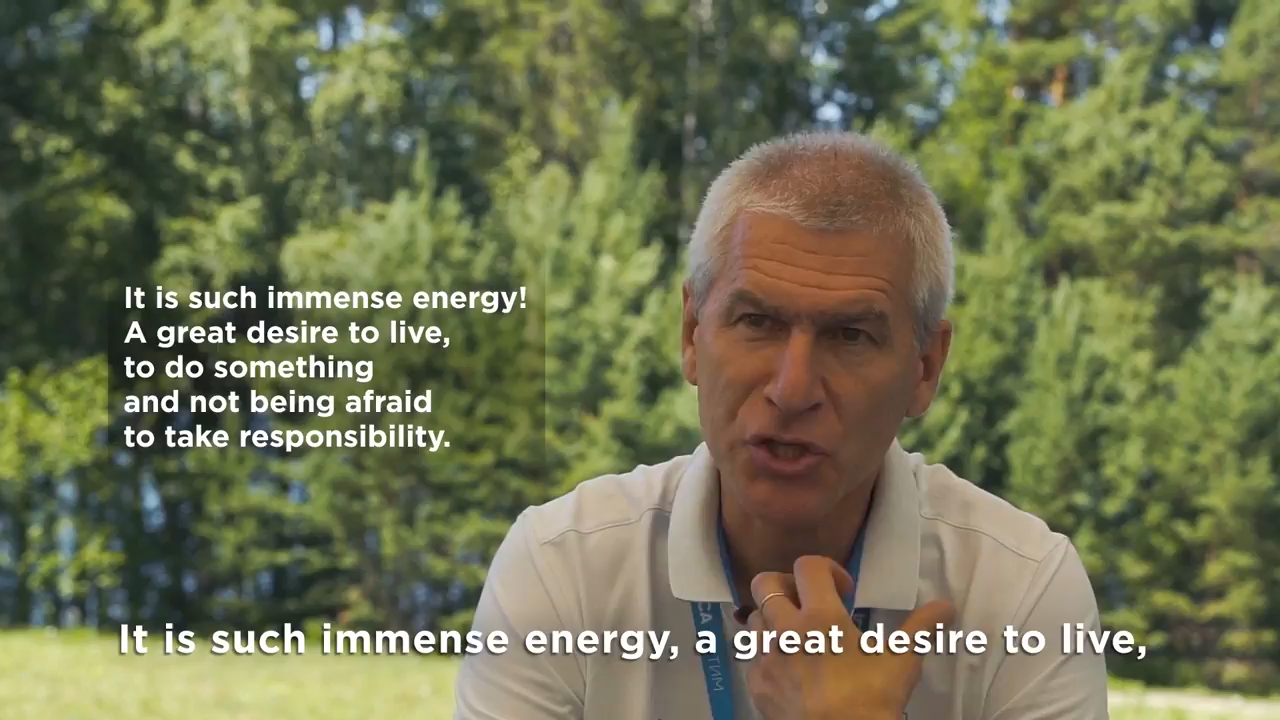 It is such immense energy!
A great desire to live,
to do something
and not being afraid
to take responsibility.
It is such immense energy, a great desire to live,